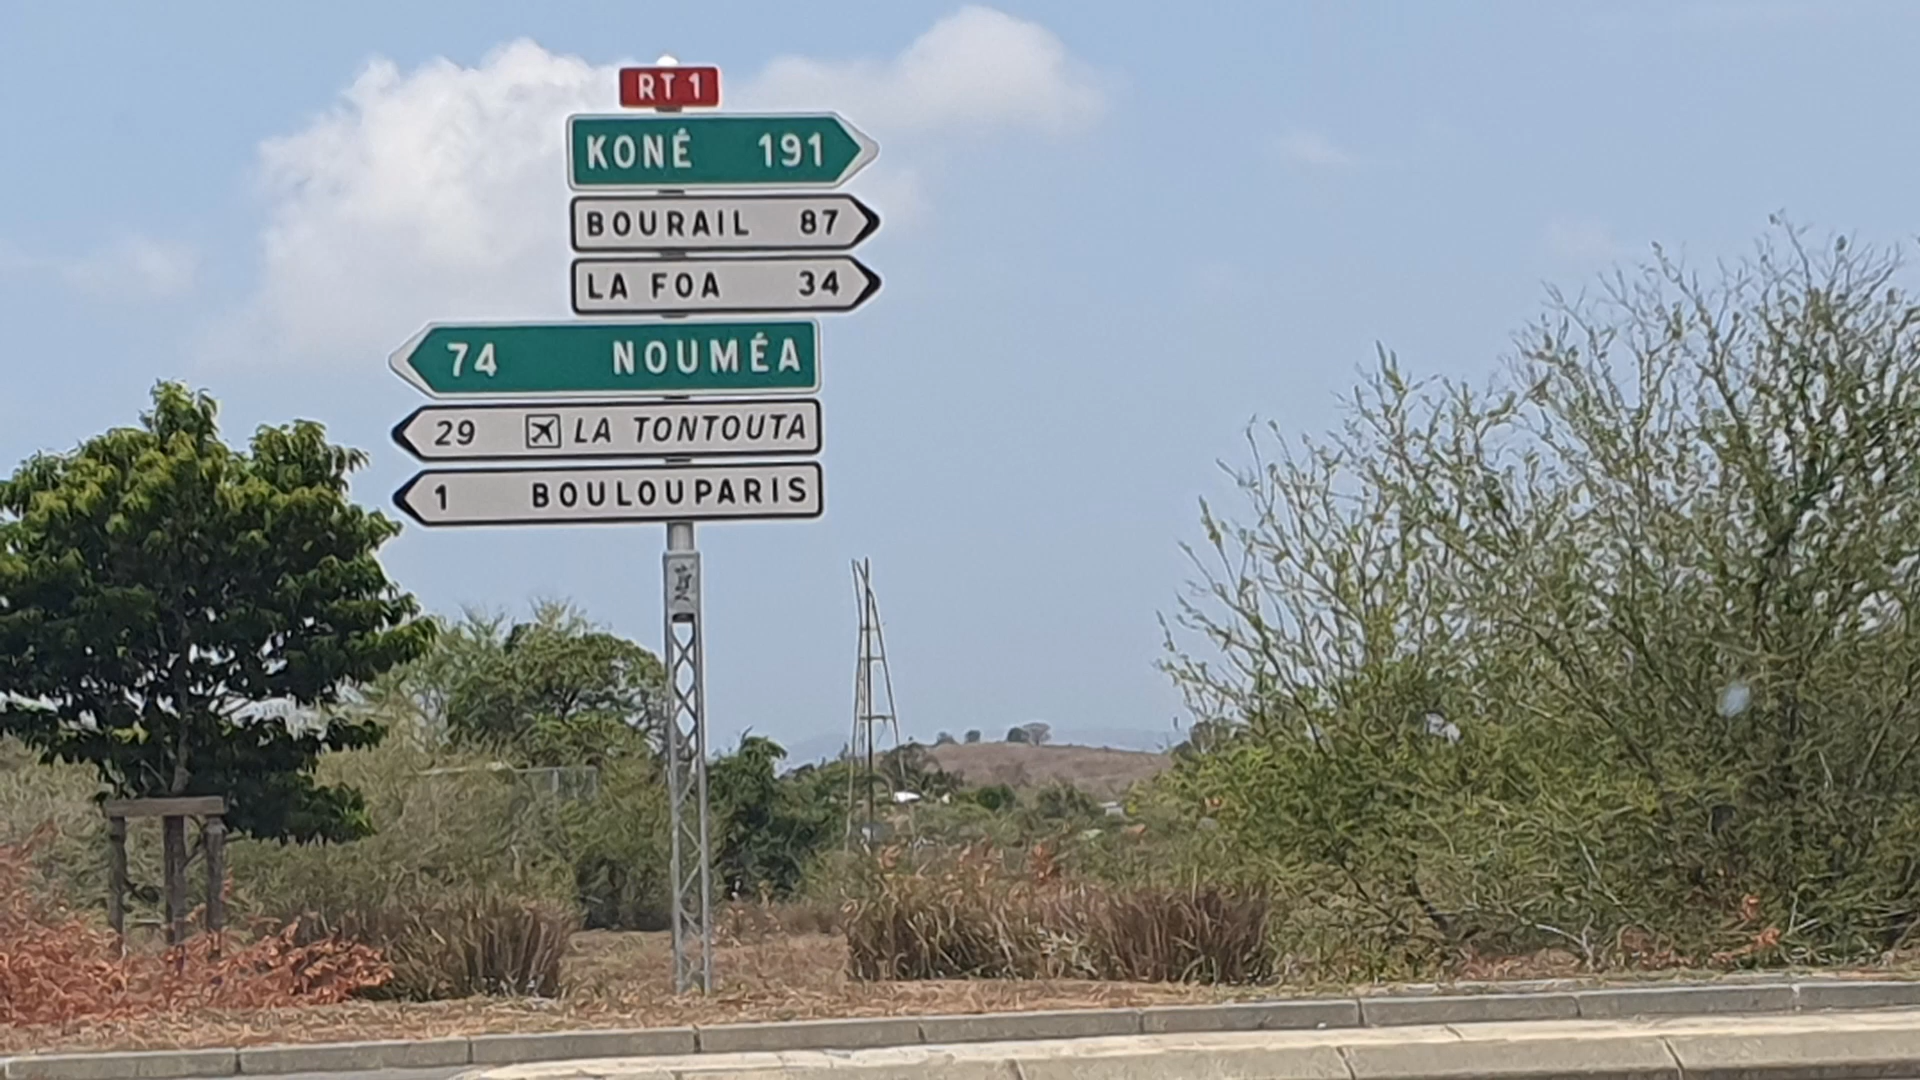 RT 1
KONÉ 191
BOURAIL 87
LA FOA 34
74 NOUMÉA
29 LA TONTOUTA
1 BOULOUPARIS